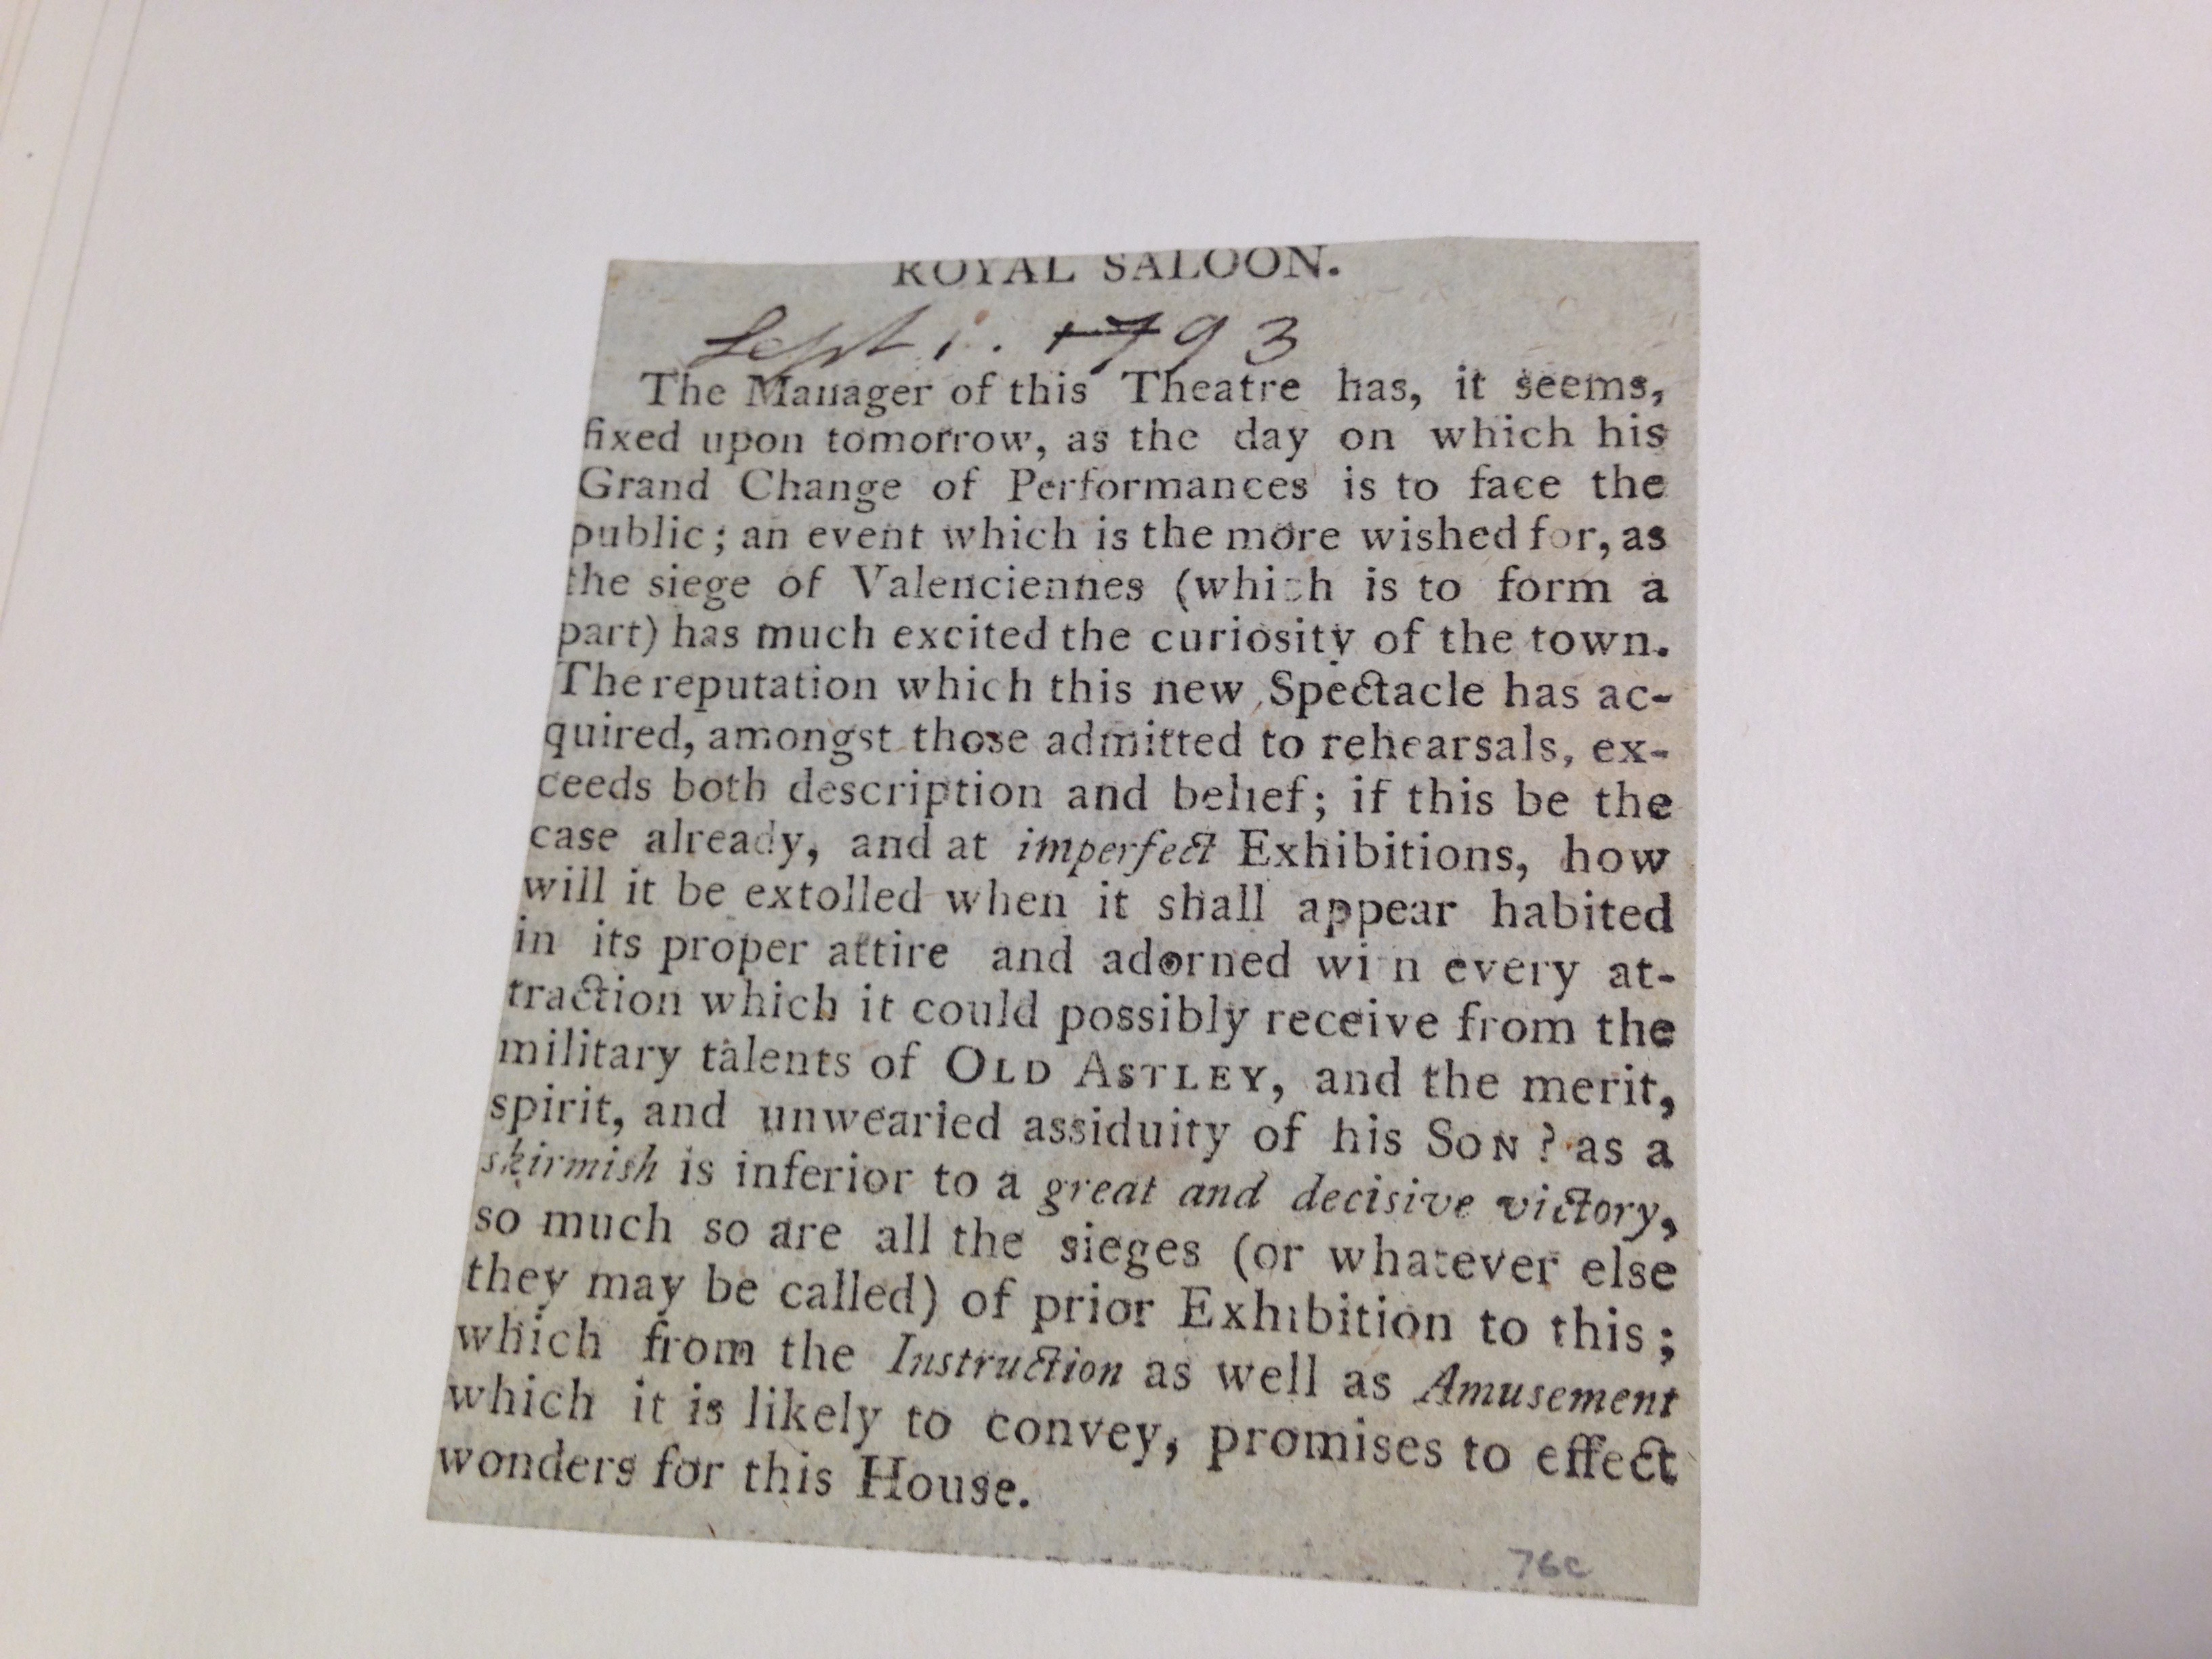 ROYAL SALOON.
Sept 1. 1793
The Manager of this Theatre has, it seems,
fixed upon tomorrow, as the day on which his
Grand Change of Performances is to face the
public; an event which is the more wished for, as
the siege of Valenciennes (which is to form a
part) has much excited the curiosity of the town.
The reputation which this new Spectacle has ac-
quired, amongst those admitted to rehearsals, ex-
ceeds both description and belief; if this be the
case already, and at imperfect Exhibitions, how
will it be extolled when it shall appear habited
in its proper attire and adorned wi n every at-
traction which it could possibly receive from the
military talents of OLD ASTLEY, and the merit,
spirit, and unwearied assiduity of his SON? as a
skirmish is inferior to a great and decisive victory,
so much so are all the sieges (or whatever else
they may be called) of prior Exhibition to this;
which from the Instruction as well as Amusement
which it is likely to convey, promises to effect
wonders for this House.
76c